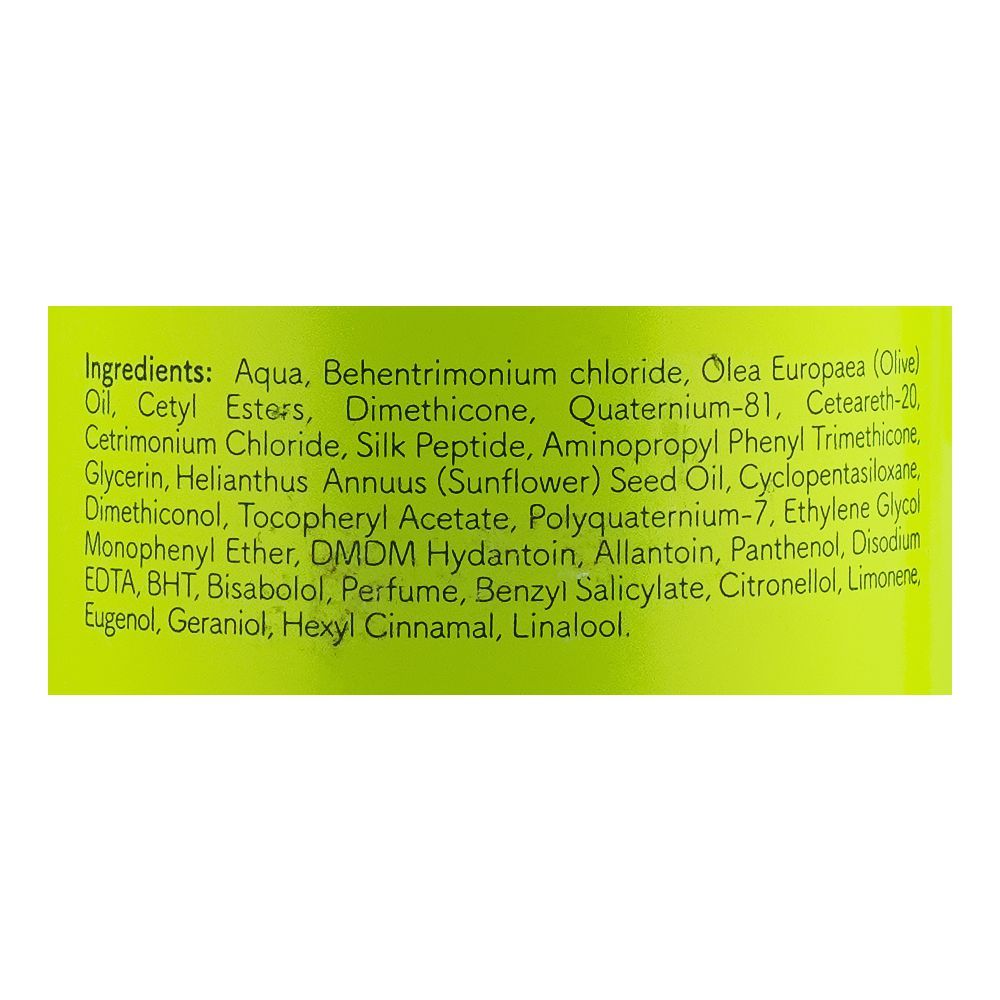 Ingredients: Aqua, Behentrimonium chloride, Olea Europaea (Olive)
Oil, Cetyl Esters, Dimethicone, Quaternium-81, Ceteareth-20,
Cetrimonium Chloride, Silk Peptide, Aminopropyl Phenyl Trimethicone,
Glycerin, Helianthus Annuus (Sunflower) Seed Oil, Cyclopentasiloxane,
Dimethiconol, Tocopheryl Acetate, Polyquaternium-7, Ethylene Glycol
Monophenyl Ether, DMDM Hydantoin, Allantoin, Panthenol, Disodium
EDTA, BHT, Bisabolol, Perfume, Benzyl Salicylate, Citronellol, Limonene,
Eugenol, Geraniol, Hexyl Cinnamal, Linalool.